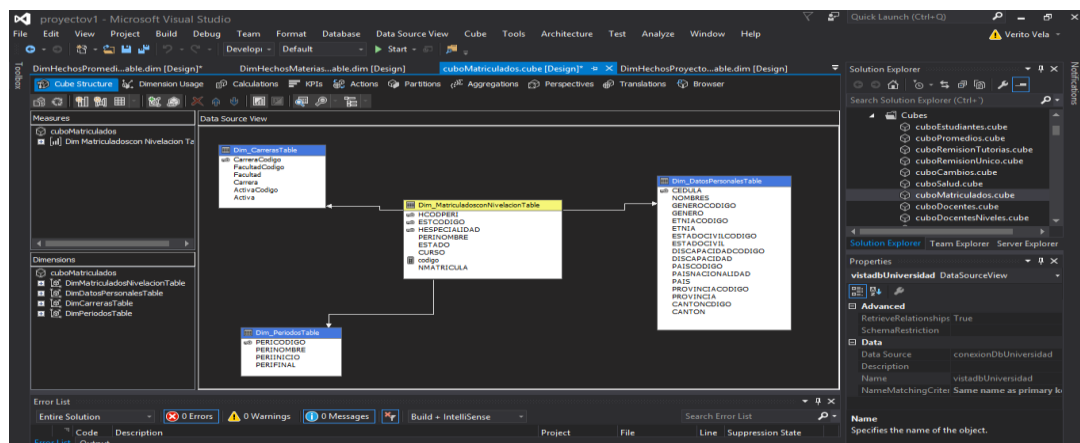 proyectov1 - Microsoft Visual Studio
Quick Launch (Ctrl+Q)
File Edit View Project Build Debug Team Format Database Data Source View Cube Tools Architecture Test Analyze Window Help
Verito Vela
Developr Default Start
Toolbox
DimHechosPromedi...able.dim [Design]* DimHechosMaterias...able.dim [Design] cuboMatriculados.cube [Design]* DimHechosProyecto...able.dim [Design]
Cube Structure Dimension Usage Calculations KPIs Actions Partitions Aggregations Perspectives Translations Browser
Measures
cuboMatriculados
Dim Matriculadoscon Nivelacion Ta
Dimensions
cuboMatriculados
DimMatriculadosNivelacionTable
DimDatosPersonalesTable
DimCarrerasTable
DimPeriodosTable
Data Source View
Dim_CarrerasTable
CarreraCodigo
FacultadCodigo
Facultad
Carrera
ActivaCodigo
Activa
Dim_MatriculadosconNivelacionTable
HCODPERI
ESTCODIGO
HESPECIALIDAD
PERINOMBRE
ESTADO
CURSO
codigo
NMATRICULA
Dim_DatosPersonalesTable
CEDULA
NOMBRES
GENEROCODIGO
GENERO
ETNIACODIGO
ETNIA
ESTADOCIVILCODIGO
ESTADOCIVIL
DISCAPACIDADCODIGO
DISCAPACIDAD
PAISCODIGO
PAISNACIONALIDAD
PAIS
PROVINCIACODIGO
PROVINCIA
CANTONCDIGO
CANTON
Dim_PeriodosTable
PERICODIGO
PERINOMBRE
PERIINICIO
PERIFINAL
Solution Explorer
Search Solution Explorer (Ctrl+´)
Cubes
cuboEstudiantes.cube
cuboPromedios.cube
cuboRemisionTutorias.cube
cuboRemisionUnico.cube
cuboCambios.cube
cuboSalud.cube
cuboMatriculados.cube
cuboDocentes.cube
cuboDocentesNiveles.cube
Solution Explorer Team Explorer Server Explorer
Notifications
Properties
vistadbUniversidad DataSourceView
Advanced
RetrieveRelationships True
SchemaRestriction
Data
Data Source conexionDbUniversidad
Description
Name vistadbUniversidad
NameMatchingCriter Same name as primary k
Name
Specifies the name of the object.
Error List
Entire Solution 0 Errors 0 Warnings 0 Messages Build + IntelliSense Search Error List
Code Description Project File Line Suppression State
Error List Output